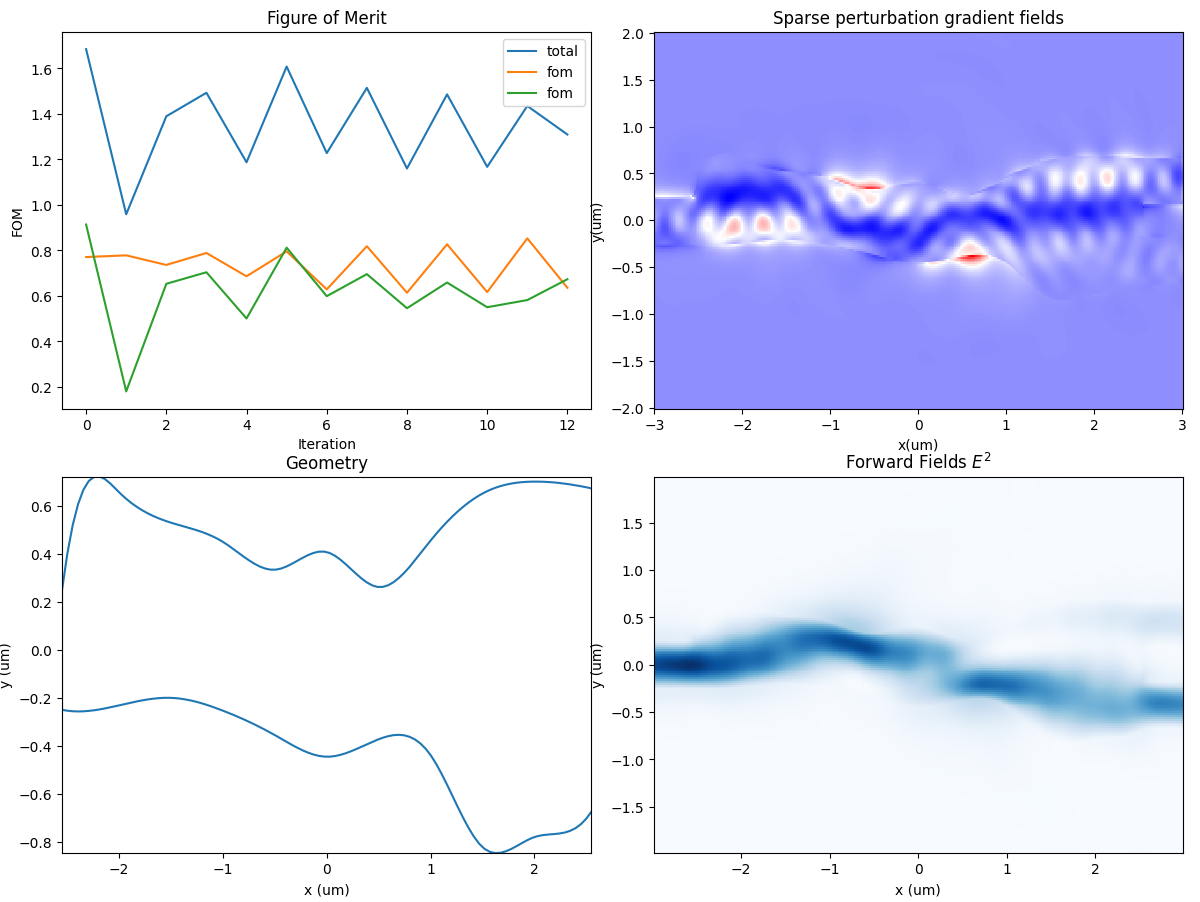 Figure of Merit
total
fom
fom
FOM
1.6
1.4
1.2
1.0
0.8
0.6
0.4
0.2
0 2 4 6 8 10 12
Iteration
Sparse perturbation gradient fields
y(um)
2.0
1.5
1.0
0.5
0.0
−0.5
−1.0
−1.5
−2.0
−3 −2 −1 0 1 2 3
x(um)
Geometry
y (um)
0.6
0.4
0.2
0.0
−0.2
−0.4
−0.6
−0.8
−2 −1 0 1 2
x (um)
Forward Fields E²
y (um)
1.5
1.0
0.5
0.0
−0.5
−1.0
−1.5
−2 −1 0 1 2
x (um)